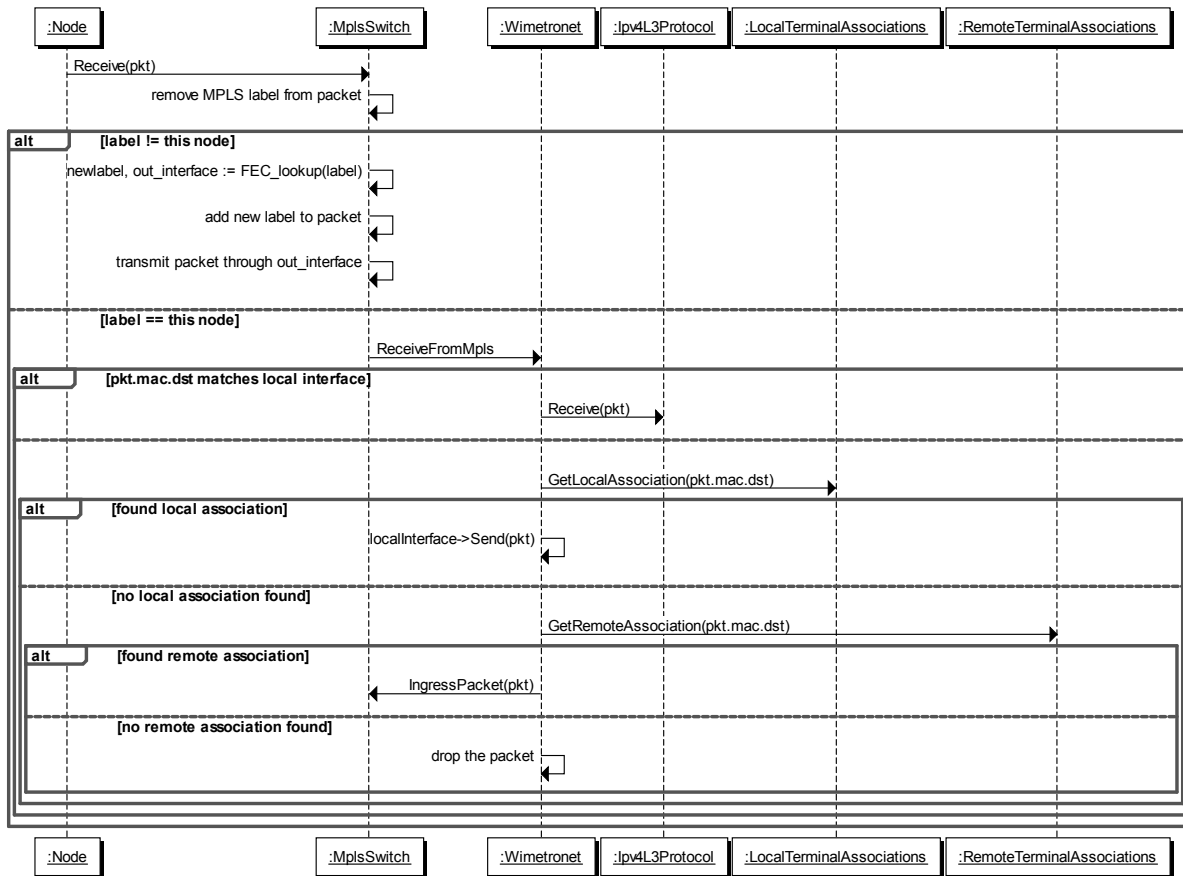 :Node
:MplsSwitch
:Wimetronet
:Ipv4L3Protocol
:LocalTerminalAssociations
:RemoteTerminalAssociations
Receive(pkt)
remove MPLS label from packet
alt
[label != this node]
newlabel, out_interface := FEC_lookup(label)
add new label to packet
transmit packet through out_interface
[label == this node]
ReceiveFromMpls
alt
[pkt.mac.dst matches local interface]
Receive(pkt)
GetLocalAssociation(pkt.mac.dst)
alt
[found local association]
localInterface->Send(pkt)
[no local association found]
GetRemoteAssociation(pkt.mac.dst)
alt
[found remote association]
IngressPacket(pkt)
[no remote association found]
drop the packet
:Node
:MplsSwitch
:Wimetronet
:Ipv4L3Protocol
:LocalTerminalAssociations
:RemoteTerminalAssociations